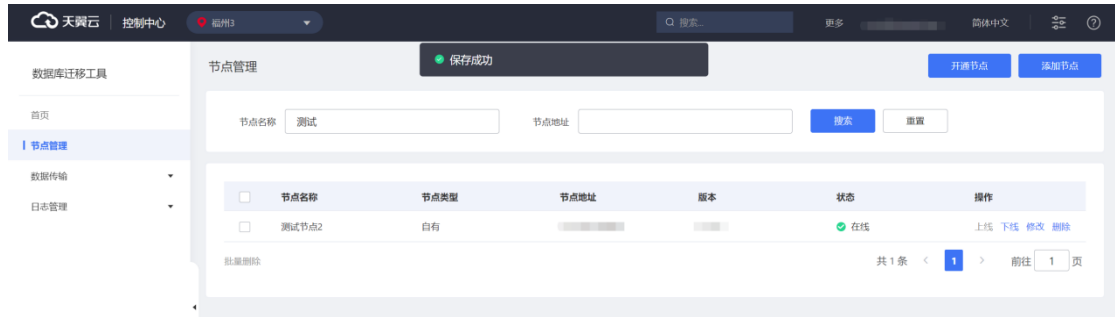 天翼云 控制中心 福州3 搜索... 更多 简体中文
保存成功
数据库迁移工具
首页
节点管理
数据传输
日志管理
节点管理 开通节点 添加节点
节点名称 测试 节点地址 搜索 重置
节点名称 节点类型 节点地址 版本 状态 操作
测试节点2 自有 在线 上线 下线 修改 删除
批量删除 共 1 条 1 前往 1 页